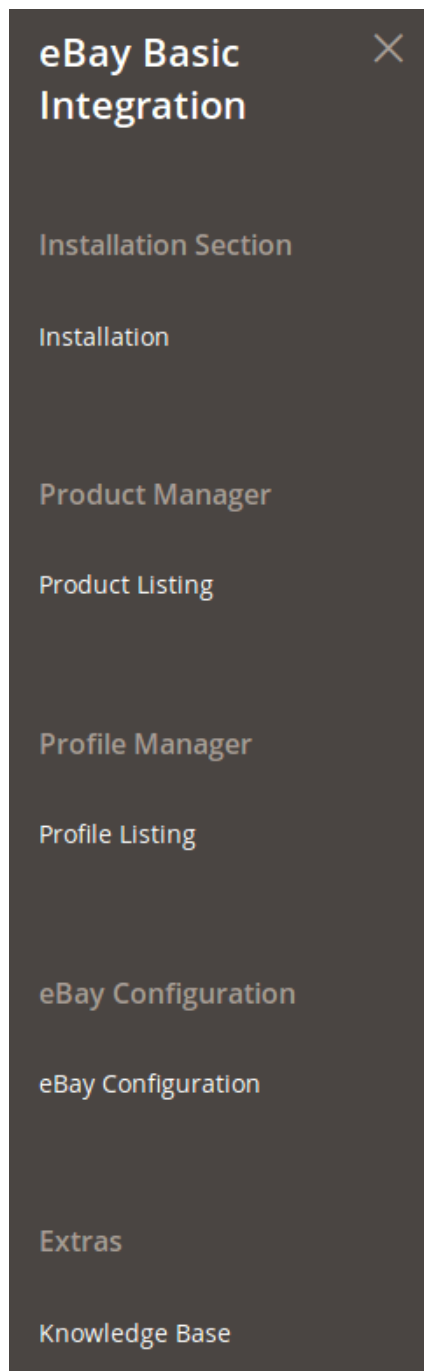 eBay Basic
Integration
Installation Section
Installation
Product Manager
Product Listing
Profile Manager
Profile Listing
eBay Configuration
eBay Configuration
Extras
Knowledge Base